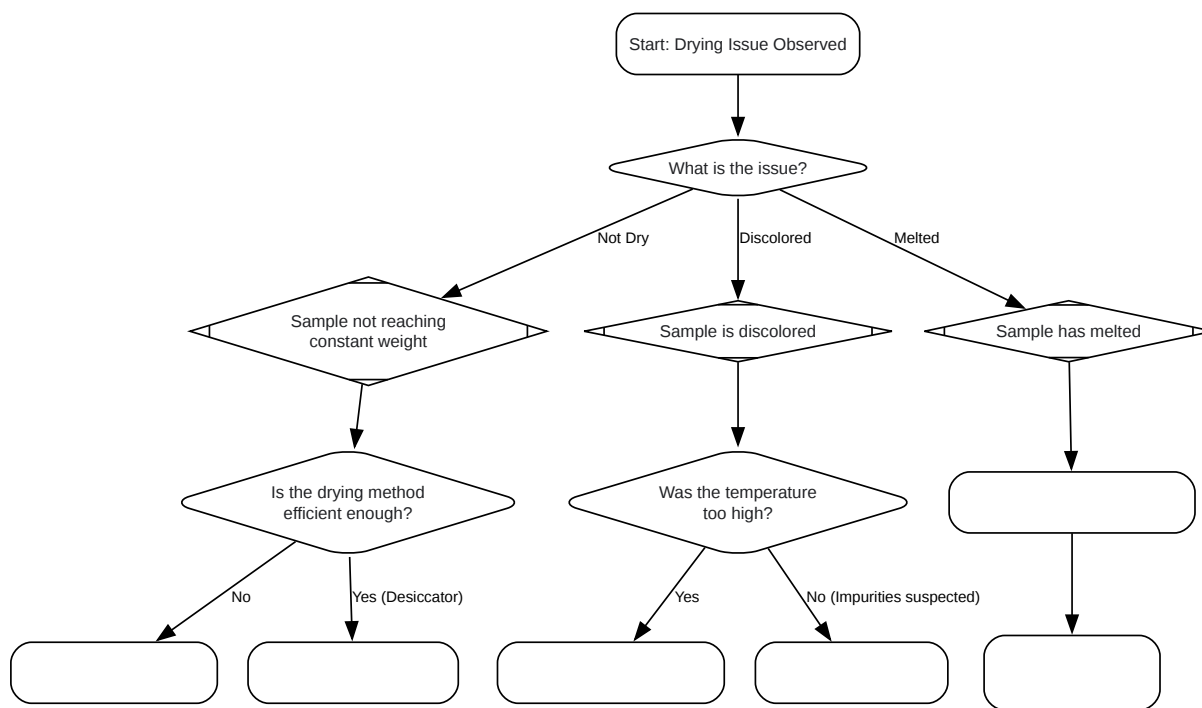 Start: Drying Issue Observed
What is the issue?
Not Dry
Discolored
Melted
Sample not reaching
constant weight
Sample is discolored
Sample has melted
Is the drying method
efficient enough?
Was the temperature
too high?
No
Yes (Desiccator)
Yes
No (Impurities suspected)